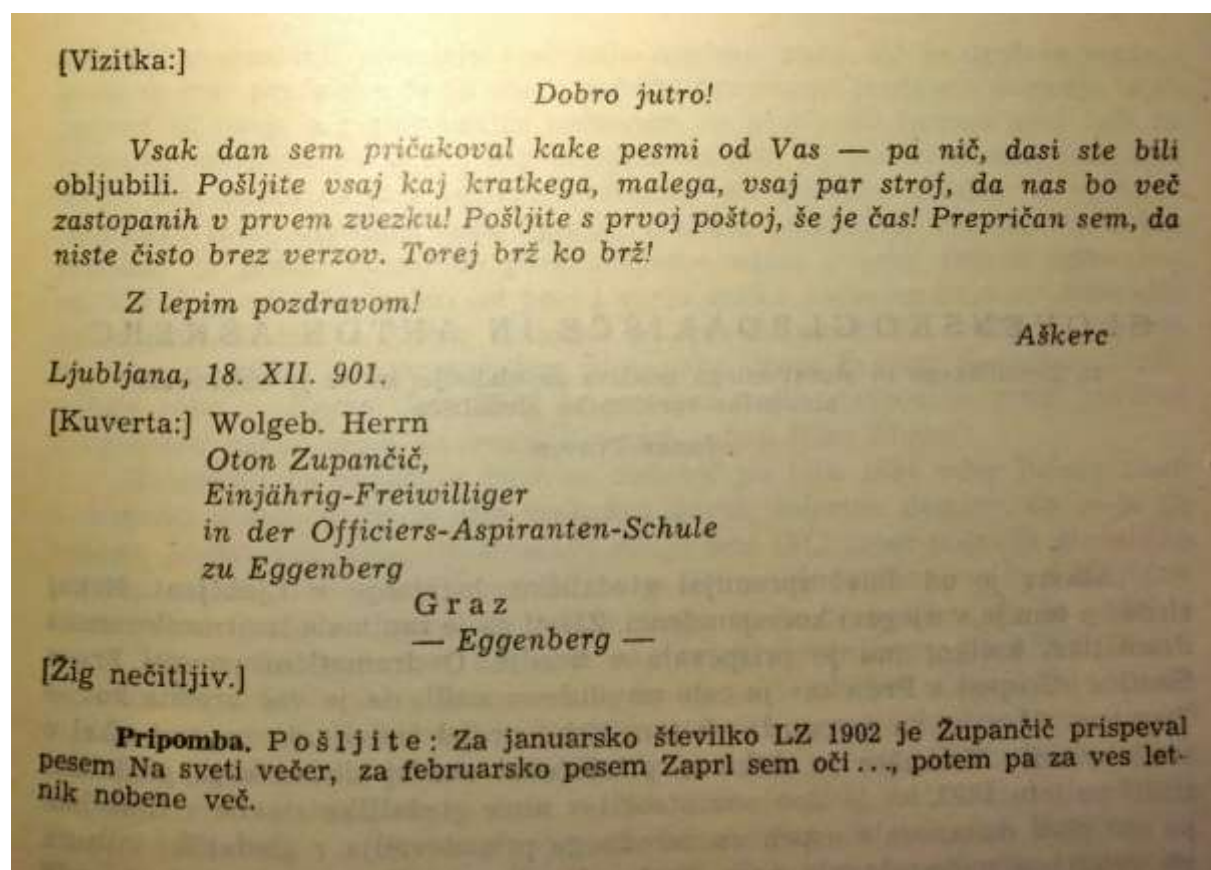 [Vizitka:]
Dobro jutro!
Vsak dan sem pričakoval kake pesmi od Vas — pa nič, dasi ste bili
obljubili. Pošljite vsaj kaj kratkega, malega, vsaj par strof, da nas bo več
zastopanih v prvem zvezku! Pošljite s prvoj poštoj, še je čas! Prepričan sem, da
niste čisto brez verzov. Torej brž ko brž!
Z lepim pozdravom!
Aškerc
Ljubljana, 18. XII. 901.
[Kuverta:] Wolgeb. Herrn
Oton Zupančič,
Einjährig-Freiwilliger
in der Officiers-Aspiranten-Schule
zu Eggenberg
Graz
— Eggenberg —
[Žig nečitljiv.]
Pripomba. Pošljite: Za januarsko številko LZ 1902 je Župančič prispeval
pesem Na sveti večer, za februarsko pesem Zaprl sem oči..., potem pa za ves let-
nik nobene več.